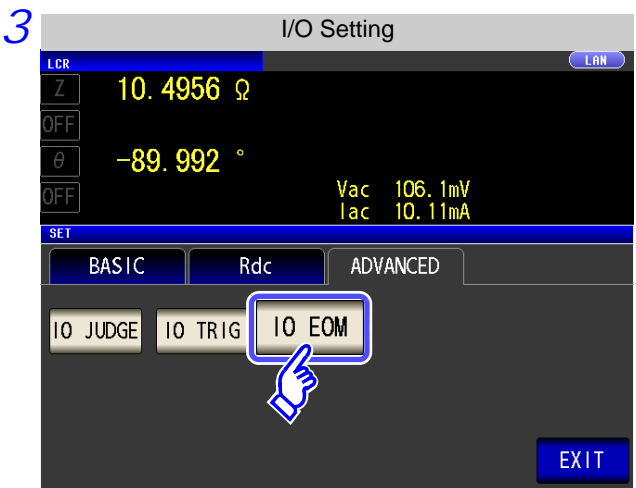 3
I/O Setting
LCR
LAN
Z 10.4956 Ω
OFF
θ -89.992 °
OFF
Vac 106.1mV
Iac 10.11mA
SET
BASIC Rdc ADVANCED
IO JUDGE IO TRIG IO EOM
EXIT